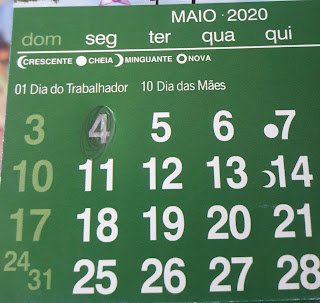 MAIO · 2020
dom seg ter qua qui
CRESCENTE CHEIA MINGUANTE NOVA
01 Dia do Trabalhador 10 Dia das Mães
3 4 5 6 7
10 11 12 13 14
17 18 19 20 21
24 31 25 26 27 28